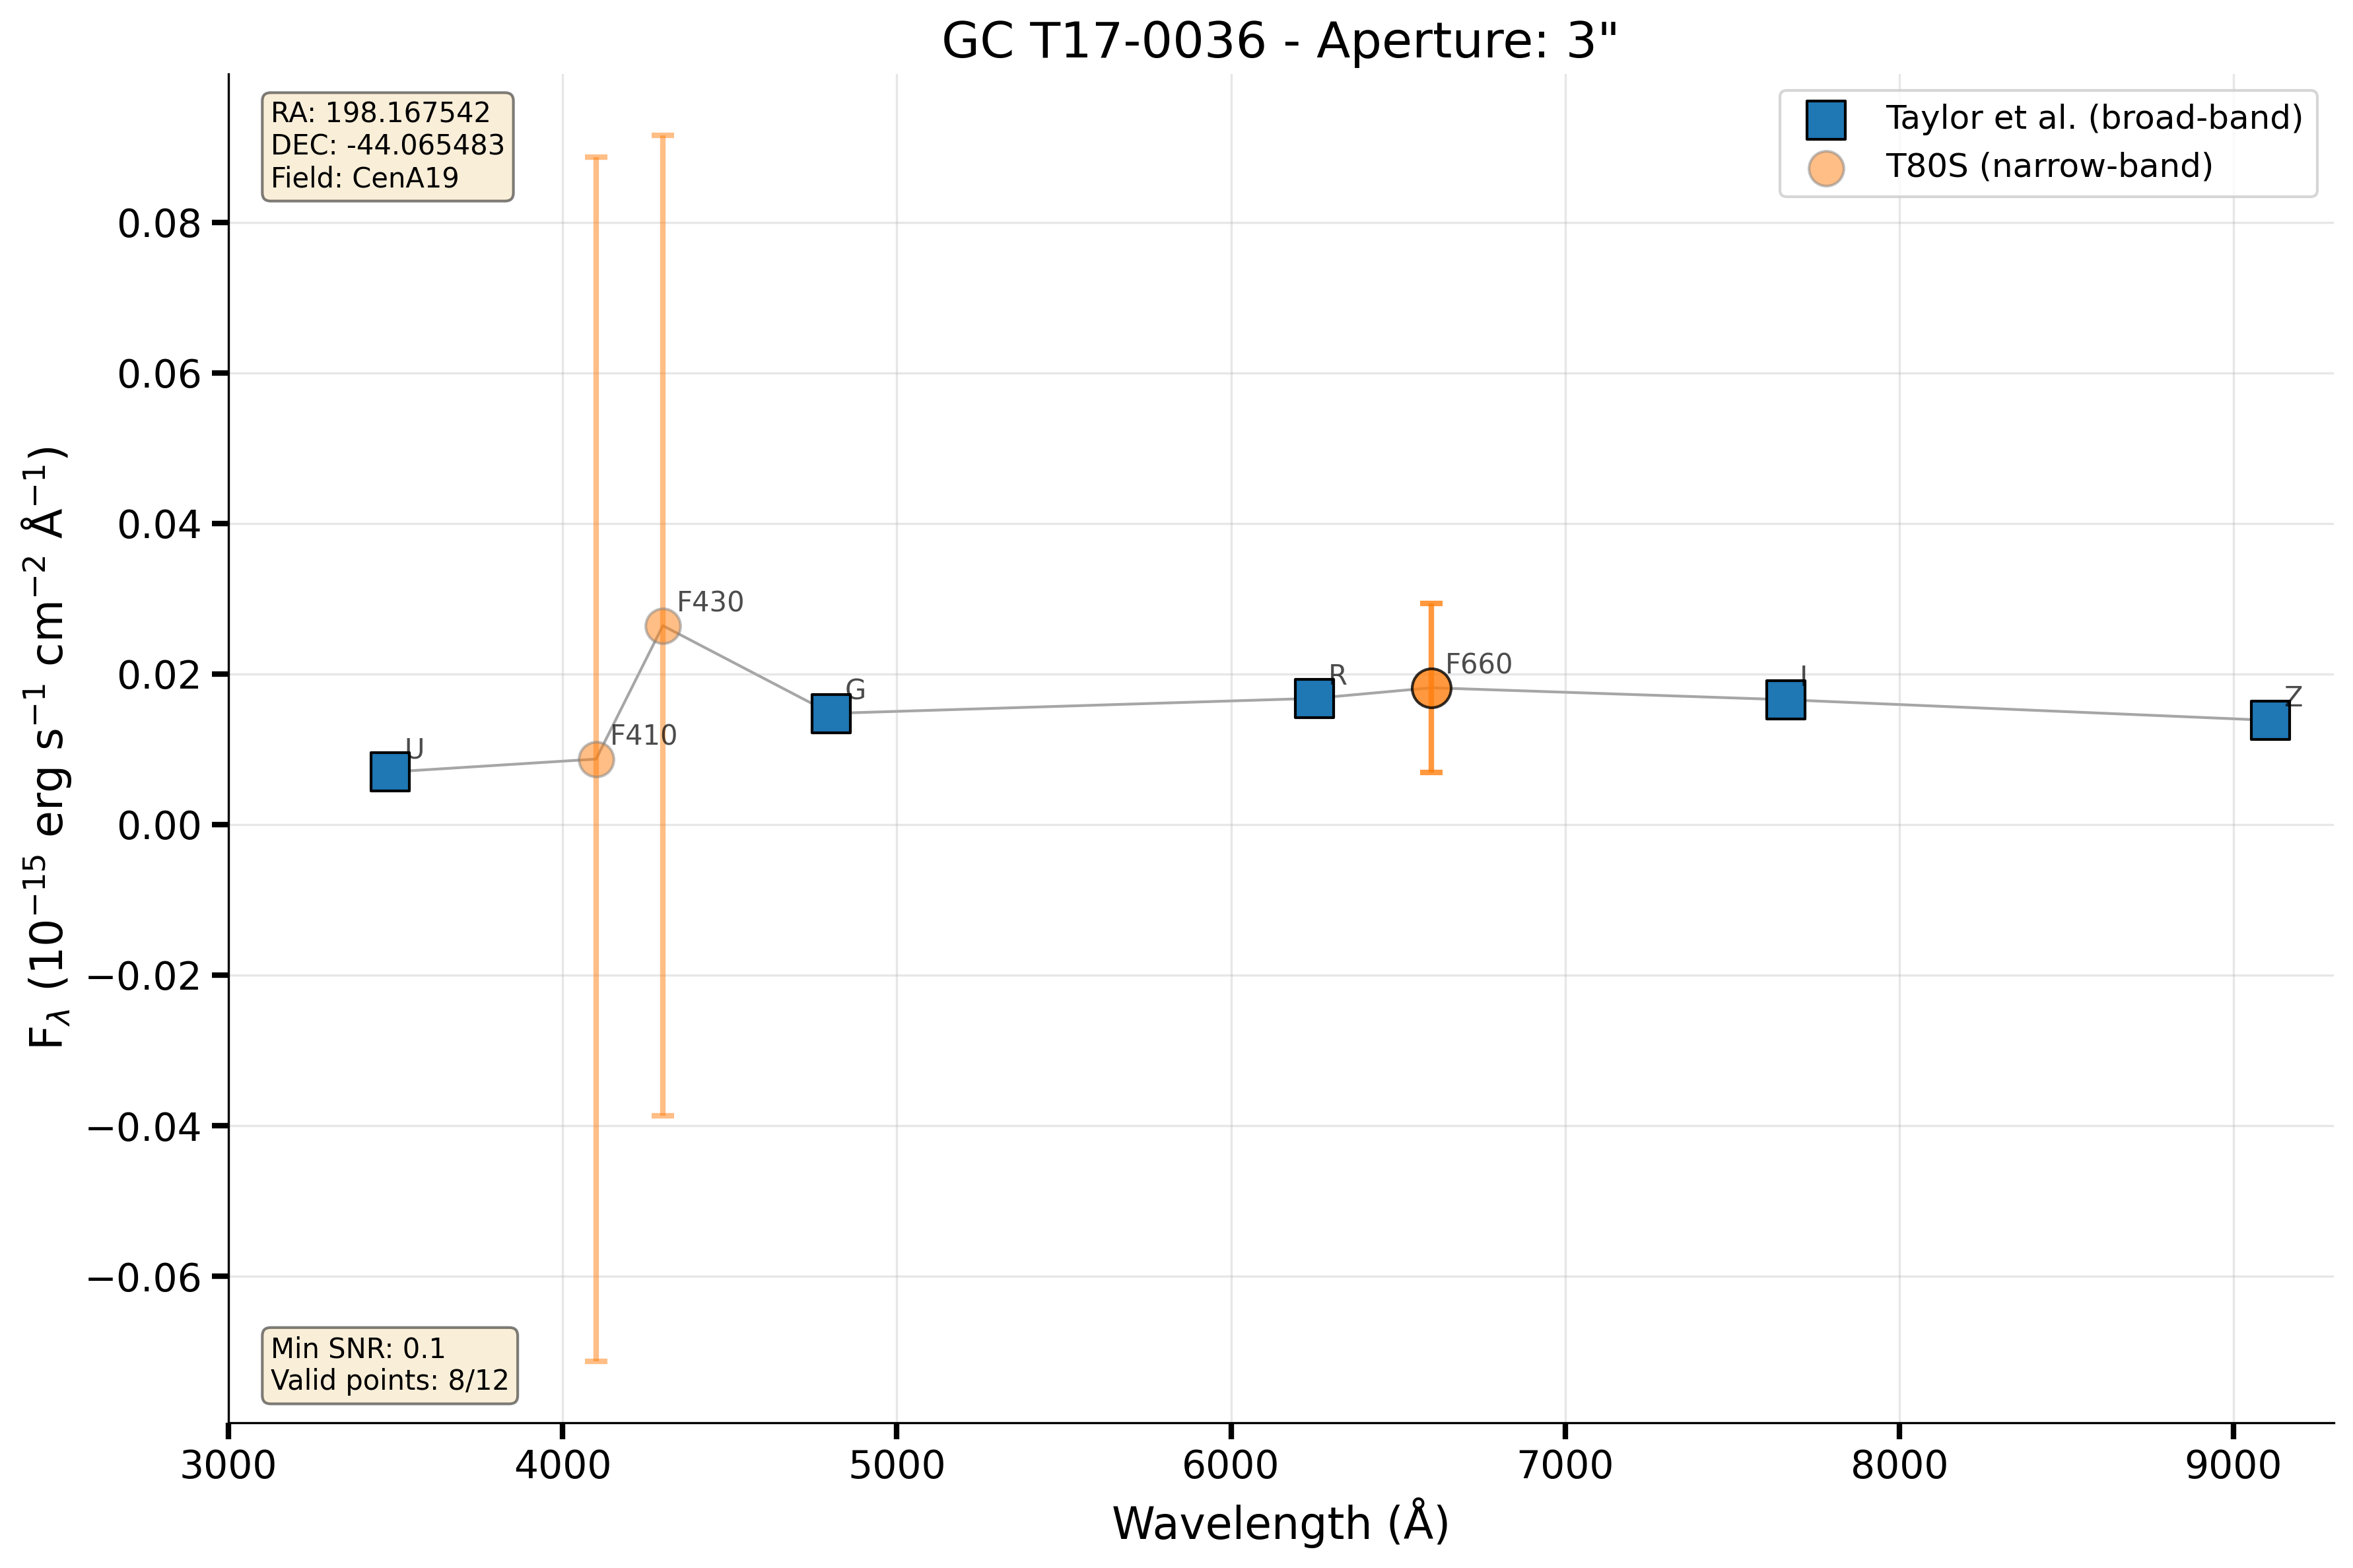 GC T17-0036 - Aperture: 3"
RA: 198.167542
DEC: -44.065483
Field: CenA19
Taylor et al. (broad-band)
T80S (narrow-band)
0.08
0.06
0.04
0.02
0.00
−0.02
−0.04
−0.06
F_λ (10⁻¹⁵ erg s⁻¹ cm⁻² Å⁻¹)
U
F410
F430
G
R
F660
I
Z
Min SNR: 0.1
Valid points: 8/12
3000 4000 5000 6000 7000 8000 9000
Wavelength (Å)